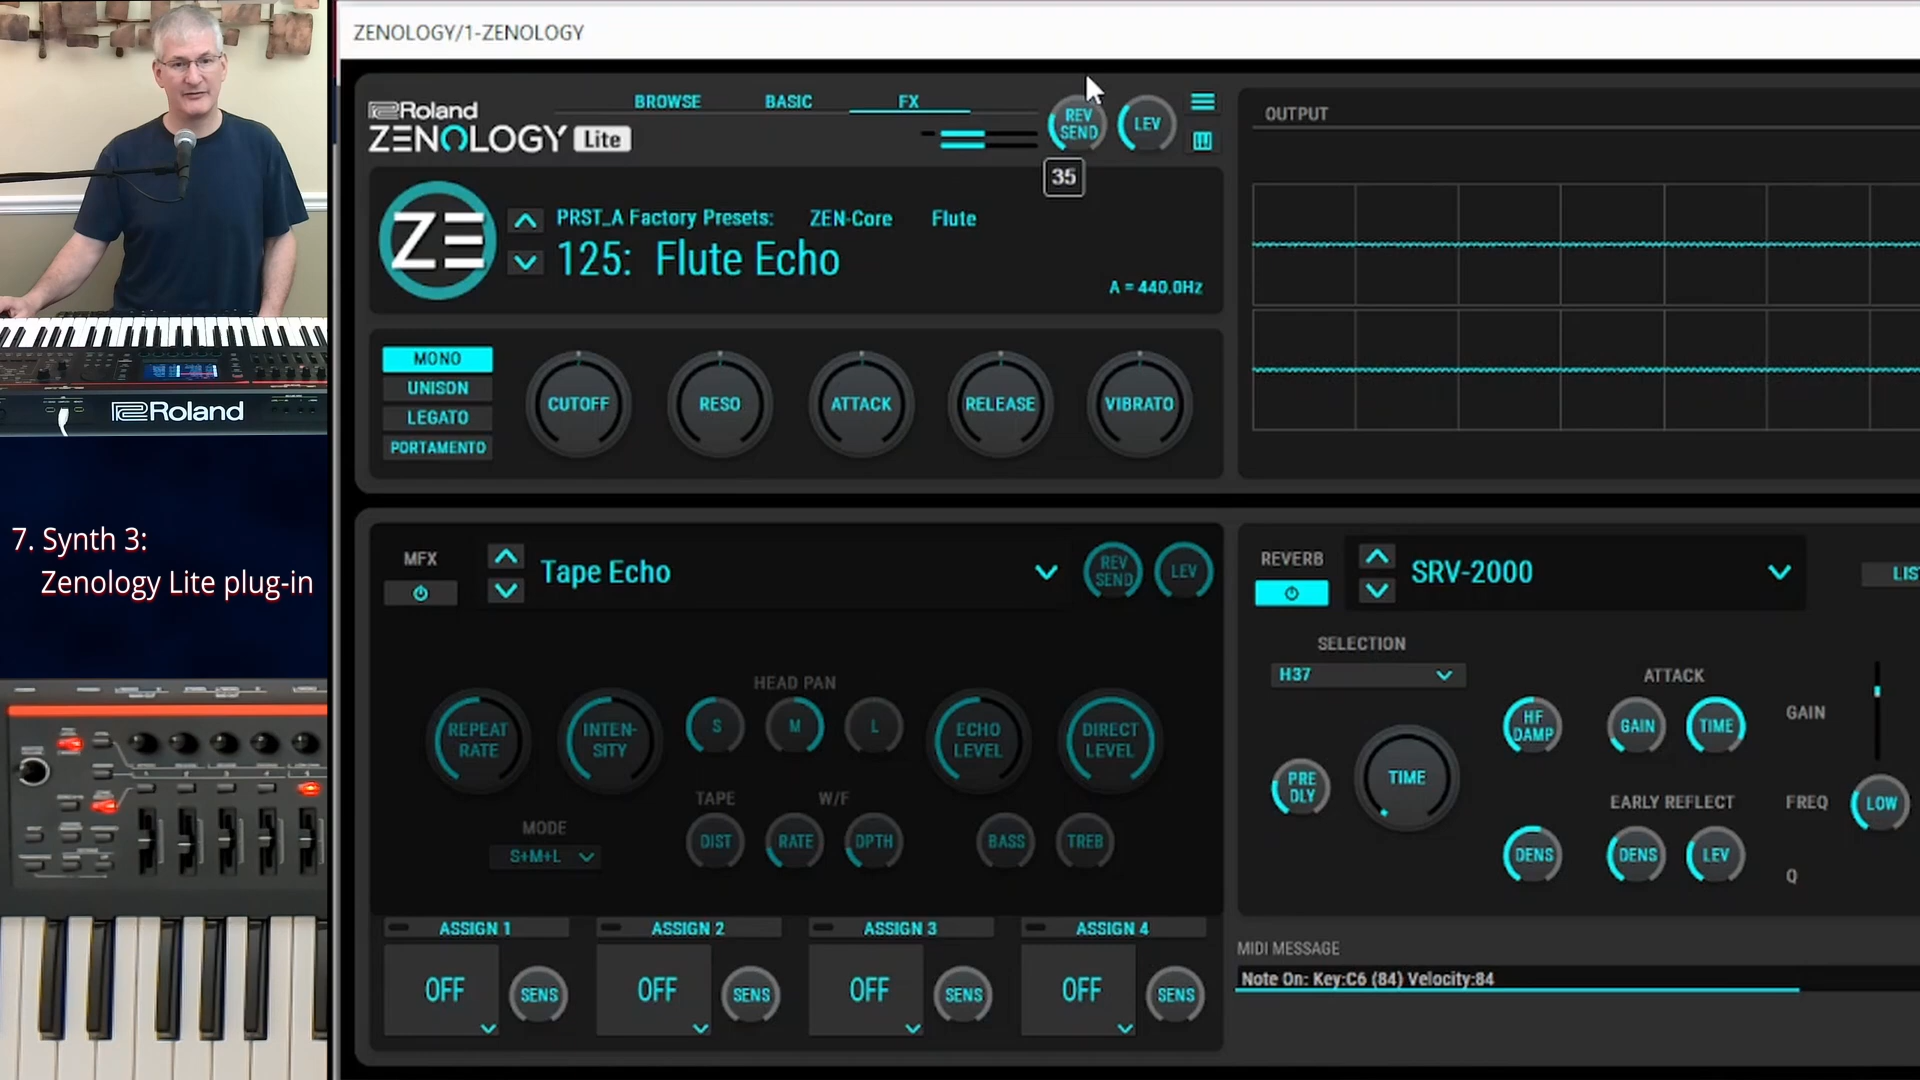 ZENOLOGY/1-ZENOLOGY
Roland
ZENOLOGY Lite
BROWSE BASIC FX
REV SEND
LEV
35
OUTPUT
ZE
PRST_A Factory Presets: ZEN-Core Flute
125: Flute Echo
A = 440.0Hz
MONO
UNISON
LEGATO
PORTAMENTO
CUTOFF RESO ATTACK RELEASE VIBRATO
Roland
7. Synth 3:
Zenology Lite plug-in
MFX
Tape Echo
REV SEND
LEV
HEAD PAN
REPEAT RATE
INTEN-SITY
S M L
ECHO LEVEL
DIRECT LEVEL
TAPE W/F
MODE
S+M+L
DIST RATE DPTH BASS TREB
ASSIGN 1 ASSIGN 2 ASSIGN 3 ASSIGN 4
OFF SENS OFF SENS OFF SENS OFF SENS
REVERB
SRV-2000
LIS
SELECTION
H37
ATTACK
HF DAMP
GAIN TIME
GAIN
PRE DLY
TIME
EARLY REFLECT
FREQ
LOW
DENS DENS LEV
Q
MIDI MESSAGE
Note On: Key:C6 (84) Velocity:84